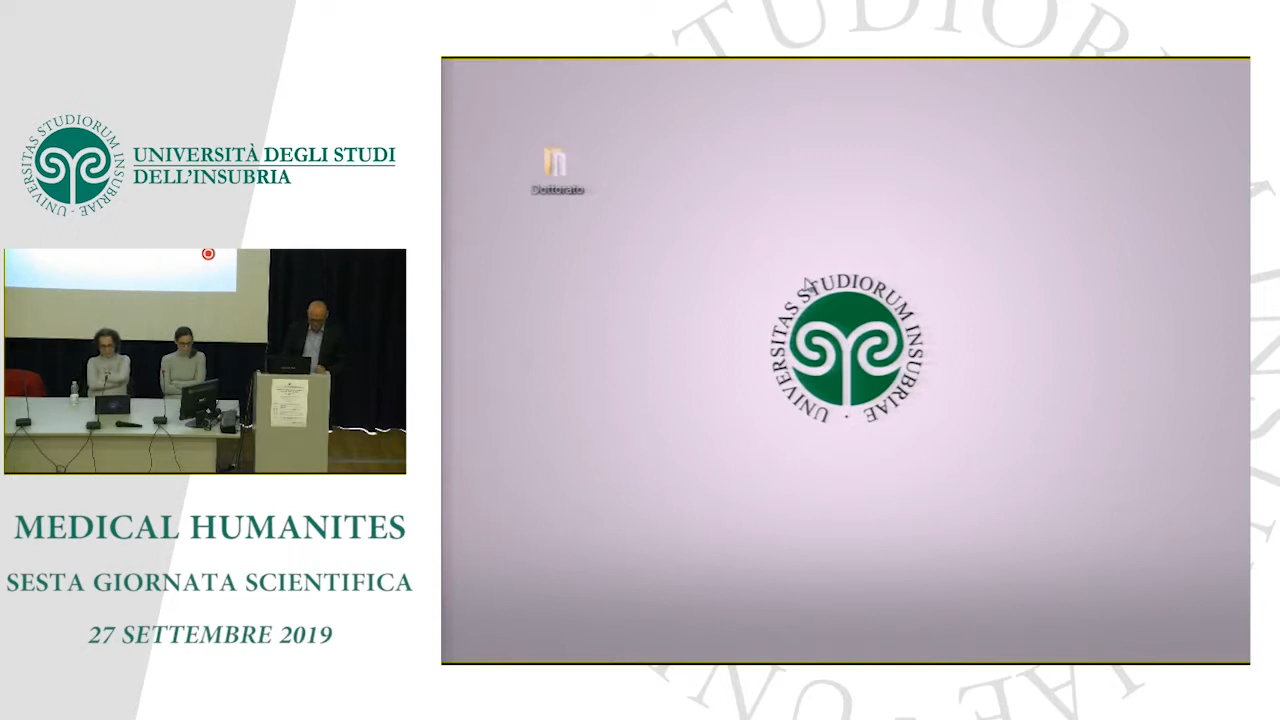 UNIVERSITAS STUDIORUM INSUBRIAE
UNIVERSITÀ DEGLI STUDI
DELL'INSUBRIA
MEDICAL HUMANITES
SESTA GIORNATA SCIENTIFICA
27 SETTEMBRE 2019
Dottorato
UNIVERSITAS STUDIORUM INSUBRIAE
STUDIORU